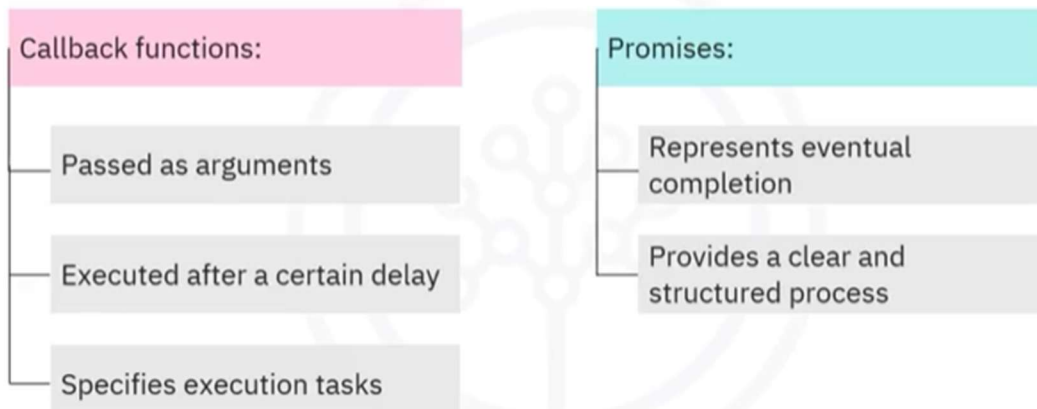 Callback functions:
Passed as arguments
Executed after a certain delay
Specifies execution tasks
Promises:
Represents eventual
completion
Provides a clear and
structured process